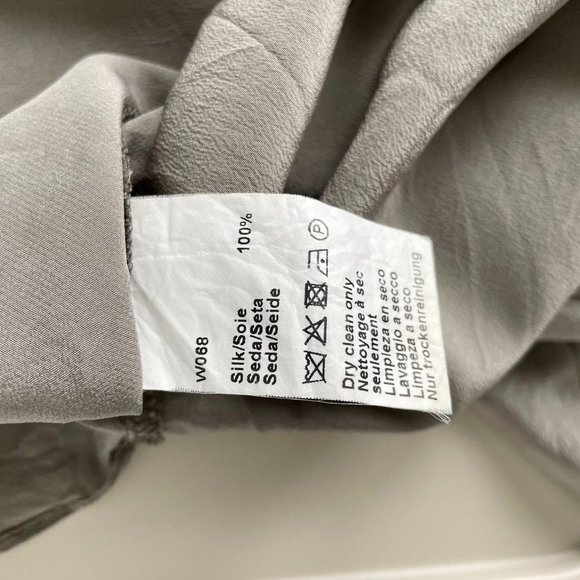 W068
Silk/Soie 100%
Seda/Seta
Seda/Seide
P
Dry clean only
Nettoyage à sec
seulement
LImpieza en seco
Lavaggio a secco
Limpeza a seco
Nur trockenreinigung